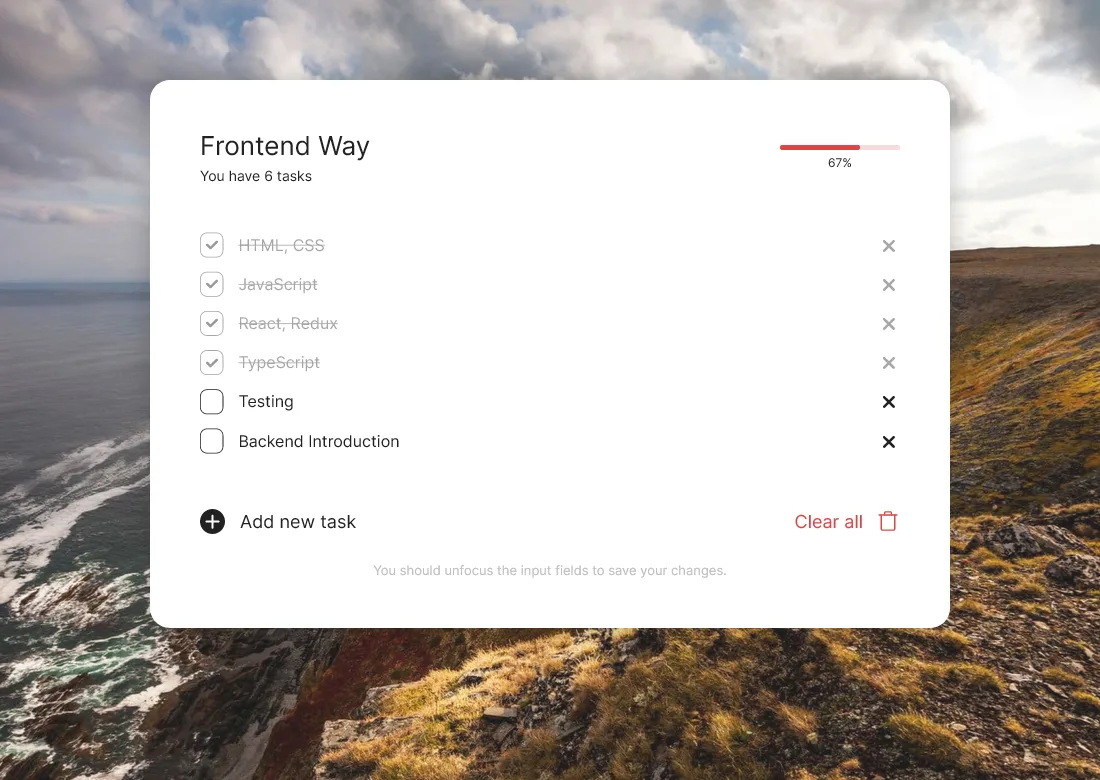 Frontend Way
You have 6 tasks
67%
HTML, CSS
JavaScript
React, Redux
TypeScript
Testing
Backend Introduction
Add new task
Clear all
You should unfocus the input fields to save your changes.